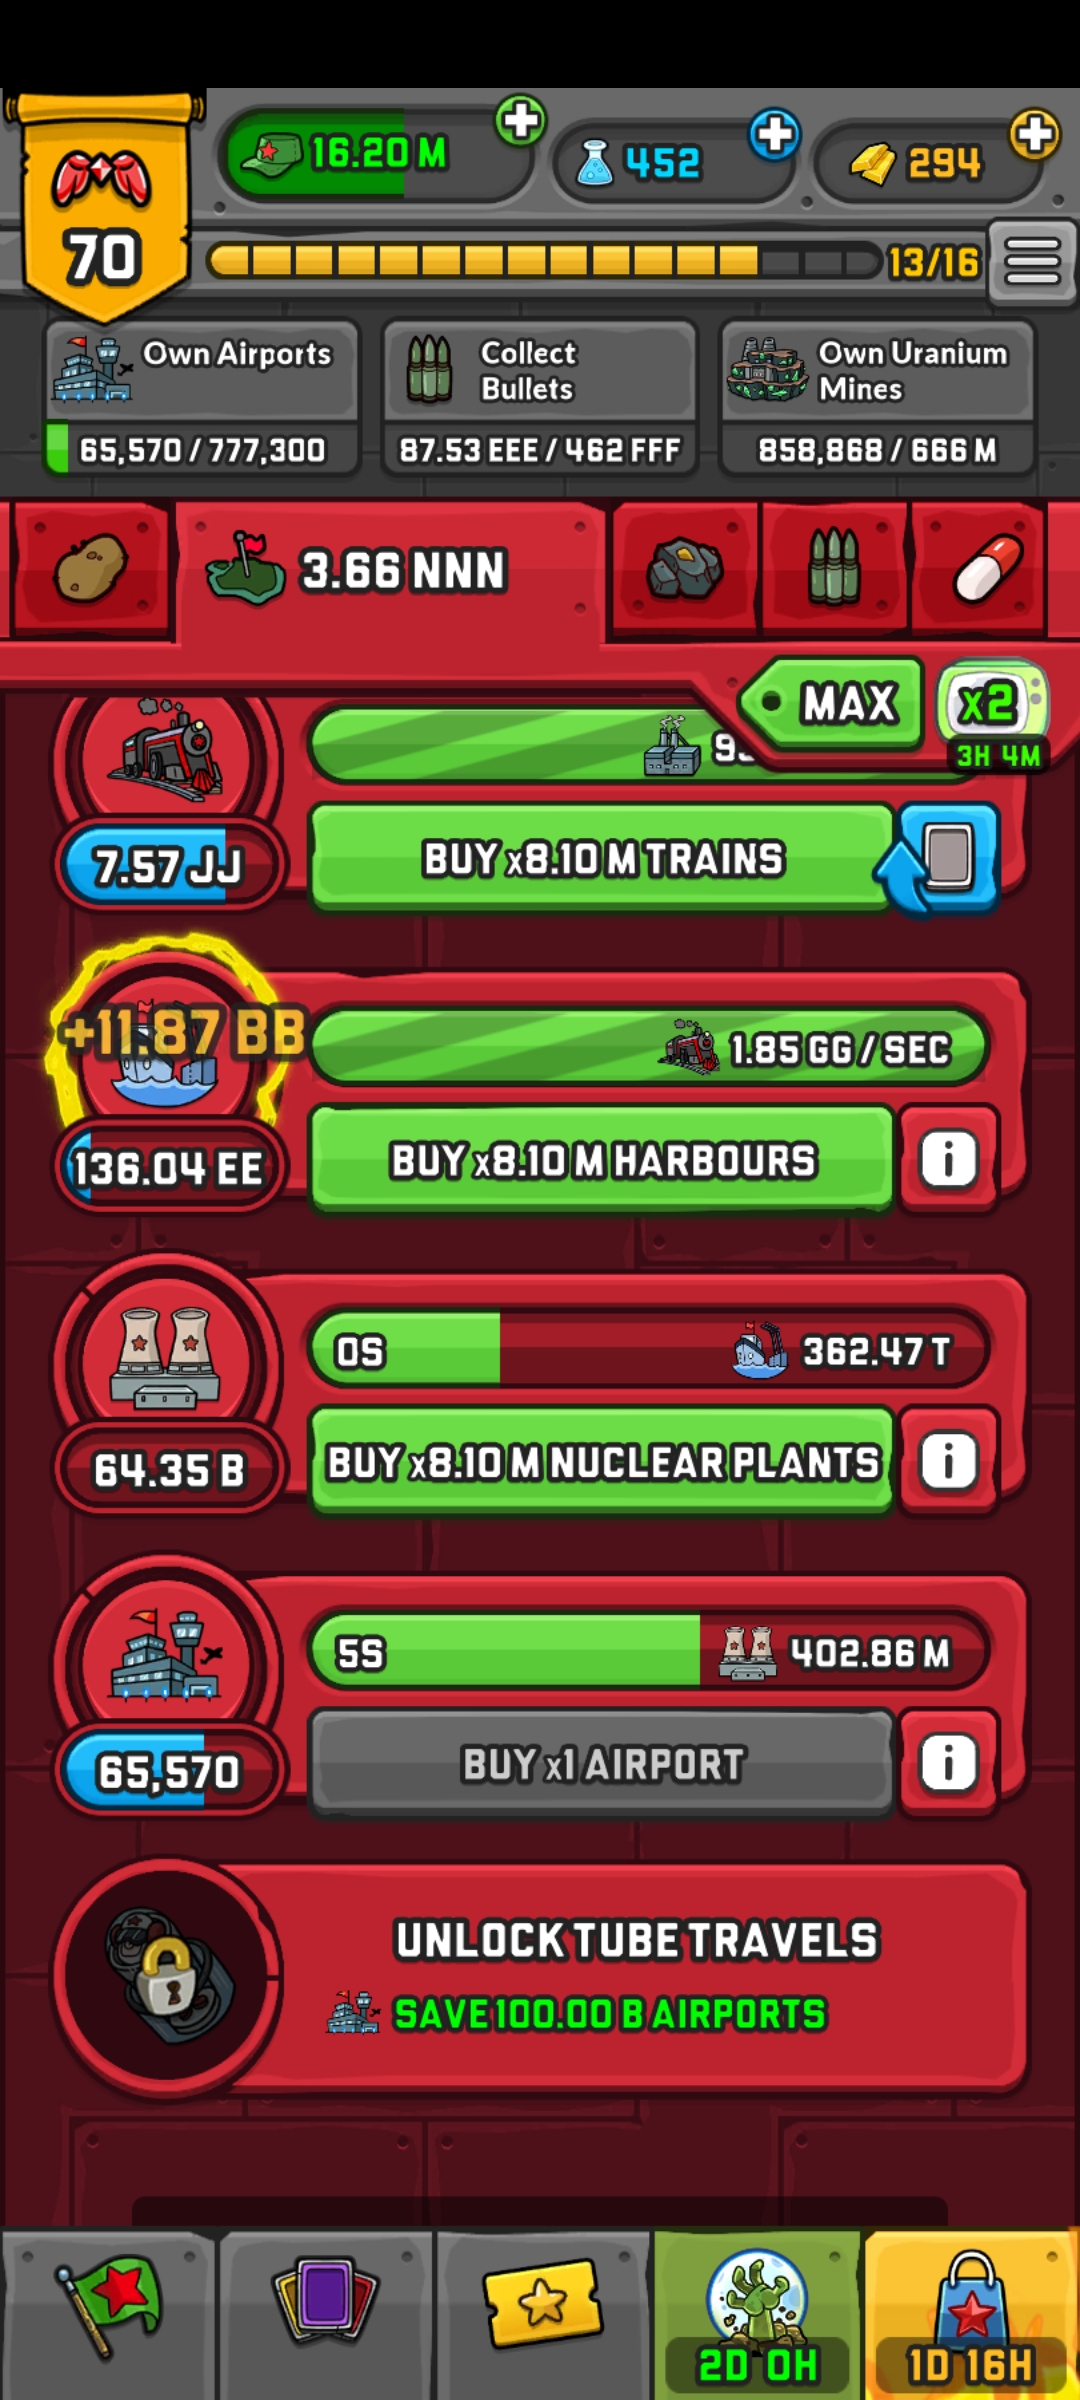 16.20 M
452
294
70
13/16
Own Airports
65,570 / 777,300
Collect
Bullets
87.53 EEE / 462 FFF
Own Uranium
Mines
858,868 / 666 M
3.66 NNN
MAX
x2
3H 4M
7.57 JJ
BUY x8.10 M TRAINS
+11.87 BB
1.85 GG / SEC
136.04 EE
BUY x8.10 M HARBOURS
i
0S
362.47 T
64.35 B
BUY x8.10 M NUCLEAR PLANTS
i
5S
402.86 M
65,570
BUY x1 AIRPORT
i
UNLOCK TUBE TRAVELS
SAVE 100.00 B AIRPORTS
2D 0H
1D 16H